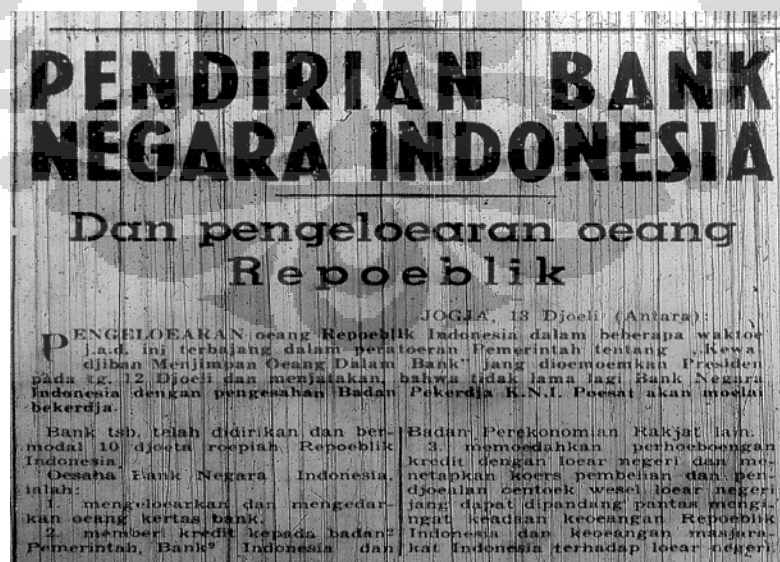 PENDIRIAN BANK
NEGARA INDONESIA
Dan pengeloearan oeang
Repoeblik
JOGJA, 13 Djoeli (Antara):
PENGELOEARAN oeang Repoeblik Indonesia dalam beberapa waktoe
j.a.d. ini terbajang dalam peratoeran Pemerintah tentang „Kewa
djiban Menjimpan Oeang Dalam Bank" jang dioemoemkan Presiden
pada tg. 12 Djoeli dan menjatakan, bahwa tidak lama lagi Bank Negara
Indonesia dengan pengesahan Badan Pekerdja K.N.I. Poesat akan moelai
bekerdja.
Bank tsb. telah didirikan dan ber-
modal 10 djoeta roepiah Repoeblik
Indonesia.
Oesaha Bank Negara Indonesia,
ialah:
1. mengeloearkan dan mengedar-
kan oeang kertas bank.
2. memberi kredit kepada badan²
Pemerintah, Bank² Indonesia dan
Badan Perekonomian Rakjat lain.
3. memoedahkan perhoeboengan
kredit dengan loear negeri dan me-
netapkan koers pembelian dan pen-
djoealan oentoek wesel loear negeri
jang dapat dipandang pantas mengi-
ngat keadaan keoeangan Repoeblik
Indonesia dan keoeangan masjara-
kat Indonesia terhadap loear negeri.